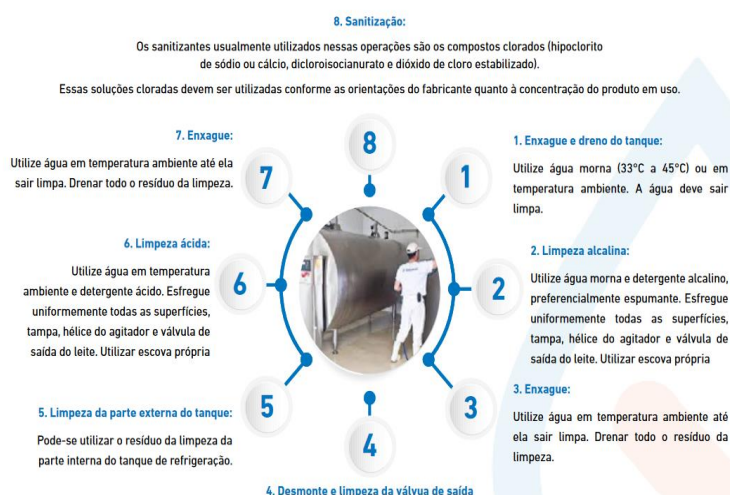 8. Sanitização:
Os sanitizantes usualmente utilizados nessas operações são os compostos clorados (hipoclorito
de sódio ou cálcio, dicloroisocianurato e dióxido de cloro estabilizado).
Essas soluções cloradas devem ser utilizadas conforme as orientações do fabricante quanto à concentração do produto em uso.
7. Enxague:
Utilize água em temperatura ambiente até ela
sair limpa. Drenar todo o resíduo da limpeza.
6. Limpeza ácida:
Utilize água em temperatura
ambiente e detergente ácido. Esfregue
uniformemente todas as superfícies,
tampa, hélice do agitador e válvula de
saída do leite. Utilizar escova própria
5. Limpeza da parte externa do tanque:
Pode-se utilizar o resíduo da limpeza da
parte interna do tanque de refrigeração.
8
7
6
5
4
1
2
3
1. Enxague e dreno do tanque:
Utilize água morna (33°C a 45°C) ou em
temperatura ambiente. A água deve sair
limpa.
2. Limpeza alcalina:
Utilize água morna e detergente alcalino,
preferencialmente espumante. Esfregue
uniformemente todas as superfícies,
tampa, hélice do agitador e válvula de
saída do leite. Utilizar escova própria
3. Enxague:
Utilize água em temperatura ambiente até
ela sair limpa. Drenar todo o resíduo da
limpeza.
4. Desmonte e limpeza da válvua de saída